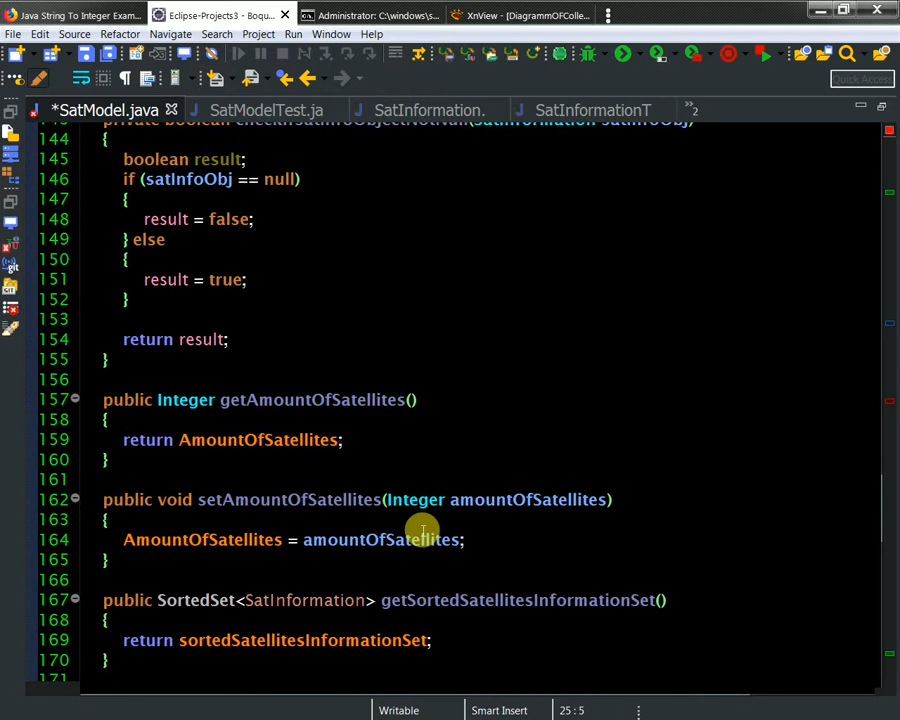 Java String To Integer Exam...
Eclipse-Projects3 - Boqu...
Administrator: C:\windows\s...
XnView - [DiagrammOfColle...
File Edit Source Refactor Navigate Search Project Run Window Help
Quick Access
*SatModel.java
SatModelTest.ja
SatInformation.
SatInformationT
»2
143 private boolean checkIfSatInfoObjectNotNull(SatInformation satInfoObj)
144 {
145 boolean result;
146 if (satInfoObj == null)
147 {
148 result = false;
149 } else
150 {
151 result = true;
152 }
153
154 return result;
155 }
156
157 public Integer getAmountOfSatellites()
158 {
159 return AmountOfSatellites;
160 }
161
162 public void setAmountOfSatellites(Integer amountOfSatellites)
163 {
164 AmountOfSatellites = amountOfSatellites;
165 }
166
167 public SortedSet<SatInformation> getSortedSatellitesInformationSet()
168 {
169 return sortedSatellitesInformationSet;
170 }
171
Writable
Smart Insert
25 : 5